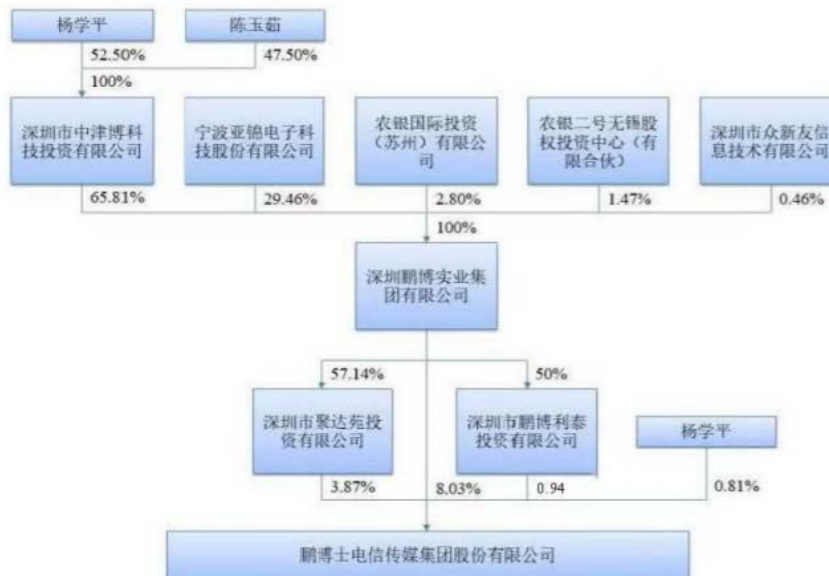 杨学平
陈玉茹
52.50%
47.50%
100%
深圳市中津博科
技投资有限公司
宁波亚锦电子科
技股份有限公司
农银国际投资
（苏州）有限公
司
农银二号无锡股
权投资中心（有
限合伙）
深圳市众新友信
息技术有限公司
65.81%
29.46%
2.80%
1.47%
0.46%
100%
深圳鹏博实业集
团有限公司
57.14%
50%
深圳市聚达苑投
资有限公司
深圳市鹏博利泰
投资有限公司
杨学平
3.87%
8.03%
0.94
0.81%
鹏博士电信传媒集团股份有限公司